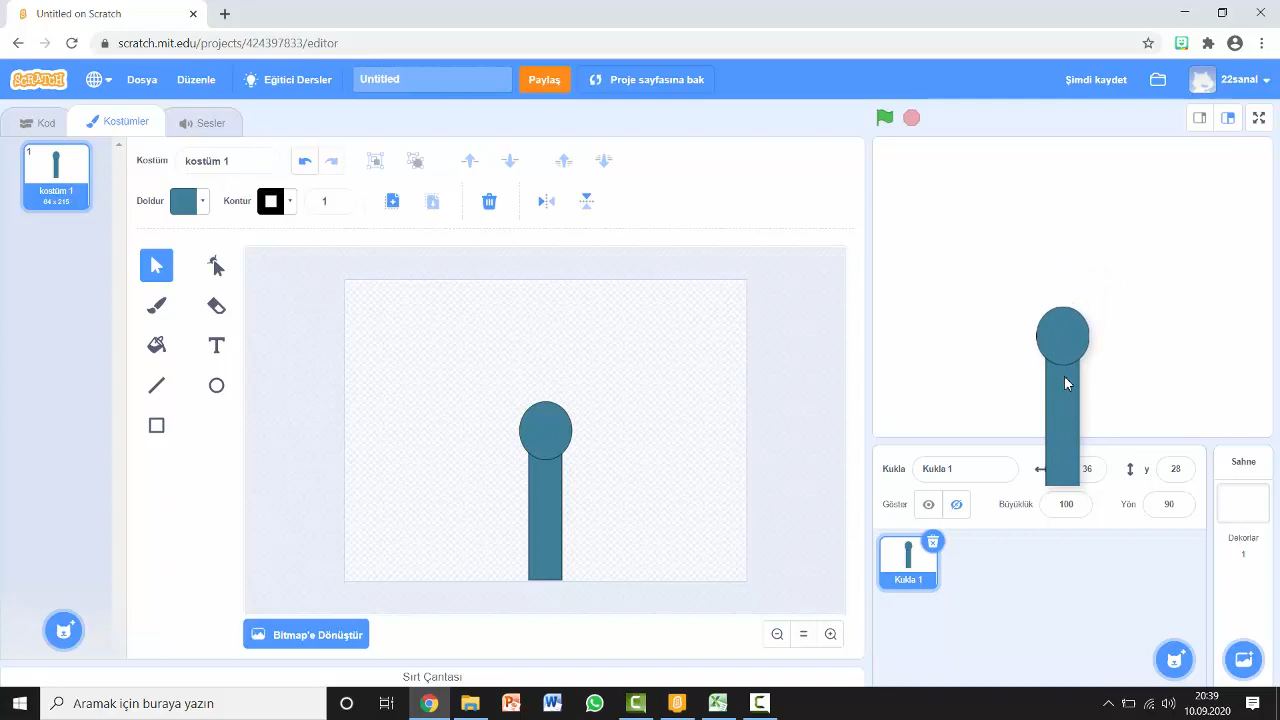 Untitled on Scratch
scratch.mit.edu/projects/424397833/editor
SCRATCH
Dosya
Düzenle
Eğitici Dersler
Untitled
Paylaş
Proje sayfasına bak
Şimdi kaydet
22sanal
Kod
Kostümler
Sesler
1
kostüm 1
64 x 215
Kostüm
kostüm 1
Doldur
Kontur
1
T
Bitmap'e Dönüştür
Sırt Çantası
Kukla
Kukla 1
36
y
28
Göster
Büyüklük
100
Yön
90
Kukla 1
Sahne
Dekorlar
1
Aramak için buraya yazın
20:39
10.09.2020